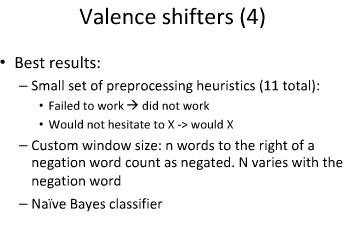 Valence shifters (4)
• Best results:
– Small set of preprocessing heuristics (11 total):
• Failed to work → did not work
• Would not hesitate to X -> would X
– Custom window size: n words to the right of a
negation word count as negated. N varies with the
negation word
– Naïve Bayes classifier